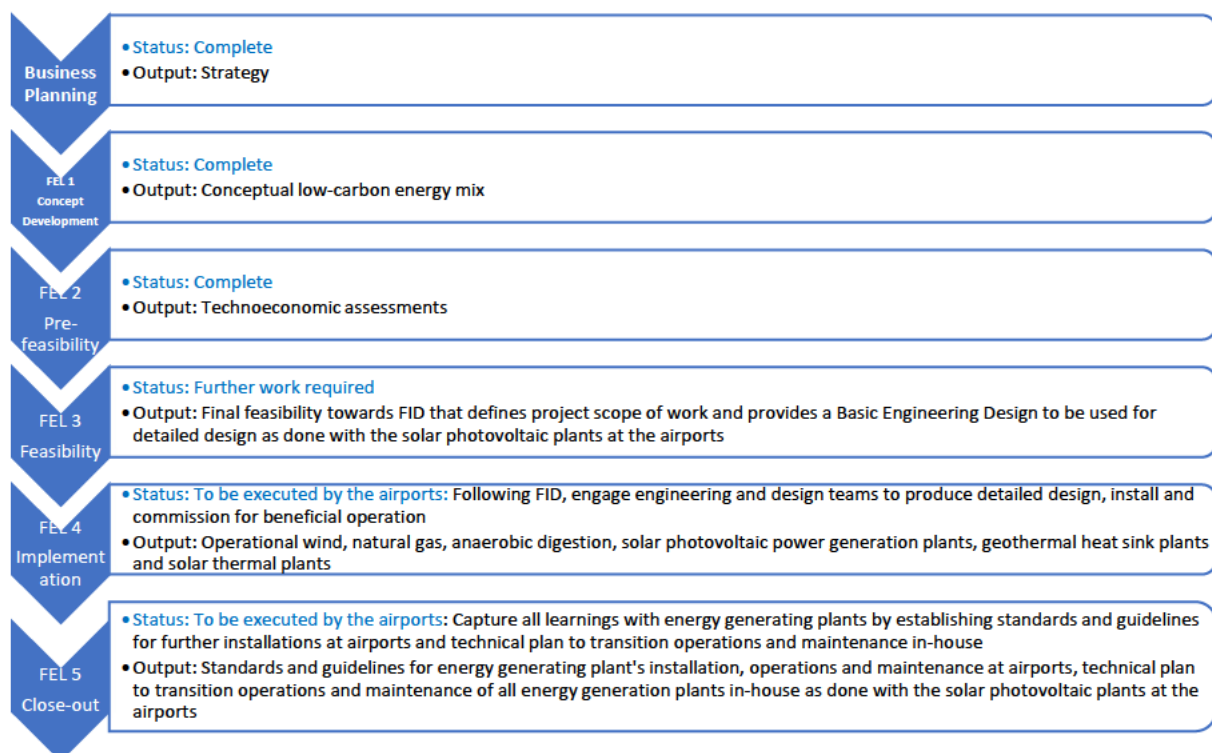 Business
Planning
• Status: Complete
• Output: Strategy
FEL 1
Concept
Development
• Status: Complete
• Output: Conceptual low-carbon energy mix
FEL 2
Pre-
feasibility
• Status: Complete
• Output: Technoeconomic assessments
FEL 3
Feasibility
• Status: Further work required
• Output: Final feasibility towards FID that defines project scope of work and provides a Basic Engineering Design to be used for
detailed design as done with the solar photovoltaic plants at the airports
FEL 4
Implement
ation
• Status: To be executed by the airports: Following FID, engage engineering and design teams to produce detailed design, install and
commission for beneficial operation
• Output: Operational wind, natural gas, anaerobic digestion, solar photovoltaic power generation plants, geothermal heat sink plants
and solar thermal plants
FEL 5
Close-out
• Status: To be executed by the airports: Capture all learnings with energy generating plants by establishing standards and guidelines
for further installations at airports and technical plan to transition operations and maintenance in-house
• Output: Standards and guidelines for energy generating plant's installation, operations and maintenance at airports, technical plan
to transition operations and maintenance of all energy generation plants in-house as done with the solar photovoltaic plants at the
airports